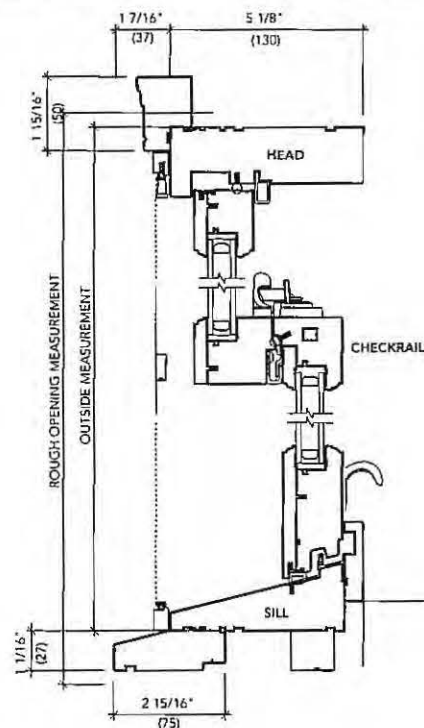 1 7/16"
(37)
5 1/8"
(130)
1 15/16"
(50)
HEAD
ROUGH OPENING MEASUREMENT
OUTSIDE MEASUREMENT
CHECKRAIL
SILL
1 1/16"
(27)
2 15/16"
(75)